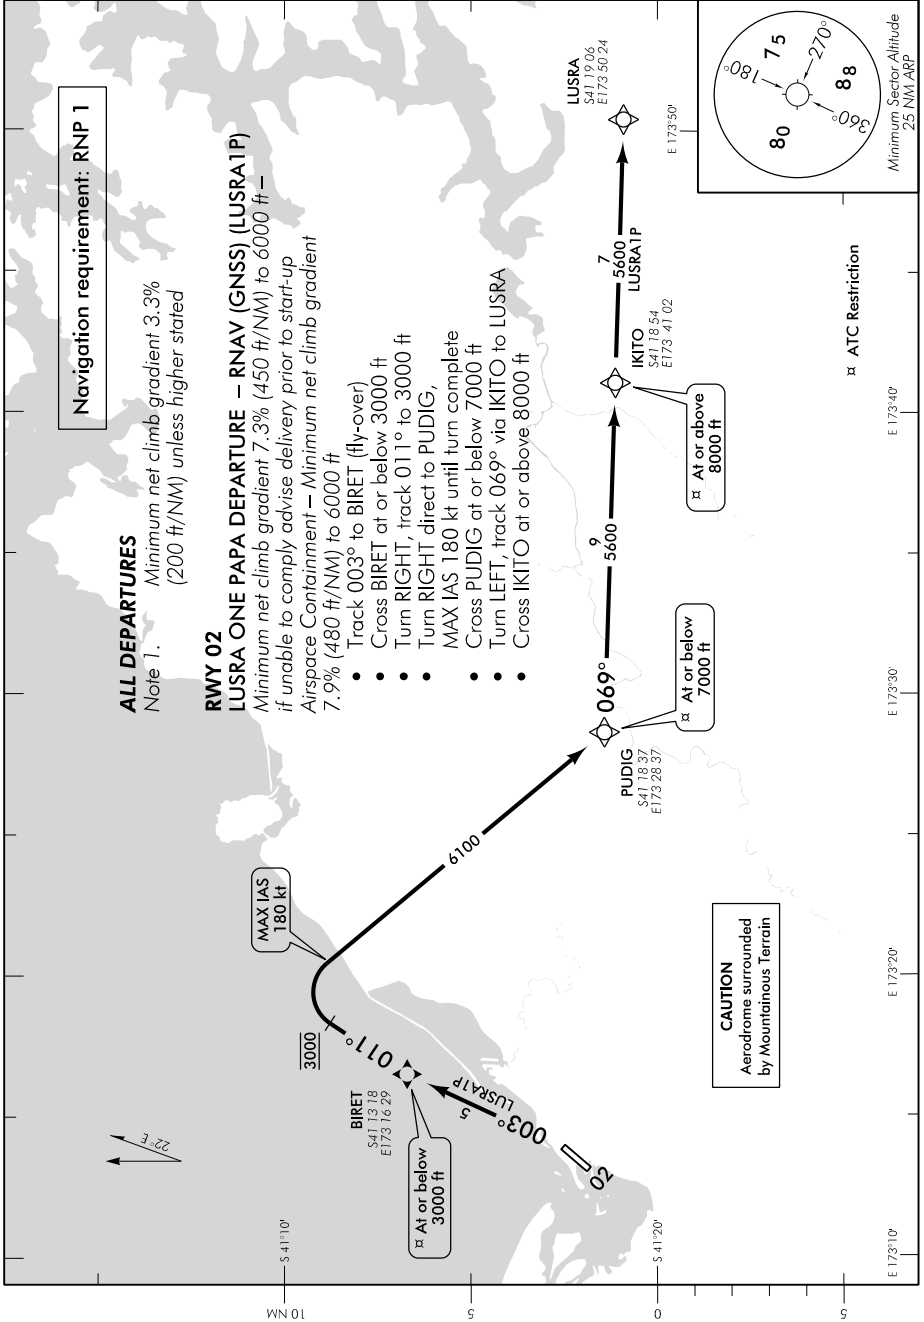 Navigation requirement: RNP 1
ALL DEPARTURES
Note 1. Minimum net climb gradient 3.3%
(200 ft/NM) unless higher stated
RWY 02
LUSRA ONE PAPA DEPARTURE – RNAV (GNSS) (LUSRA1P)
Minimum net climb gradient 7.3% (450 ft/NM) to 6000 ft –
if unable to comply advise delivery prior to start-up
Airspace Containment – Minimum net climb gradient
7.9% (480 ft/NM) to 6000 ft
• Track 003° to BIRET (fly-over)
• Cross BIRET at or below 3000 ft
• Turn RIGHT, track 011° to 3000 ft
• Turn RIGHT direct to PUDIG,
MAX IAS 180 kt until turn complete
• Cross PUDIG at or below 7000 ft
• Turn LEFT, track 069° via IKITO to LUSRA
• Cross IKITO at or above 8000 ft
22°E
MAX IAS
180 kt
3000
011°
BIRET
S41 13 18
E173 16 29
¤ At or below
3000 ft
5
LUSRA1P
003°
02
6100
PUDIG
S41 18 37
E173 28 37
069°
¤ At or below
7000 ft
9
5600
IKITO
S41 18 54
E173 41 02
¤ At or above
8000 ft
7
5600
LUSRA1P
LUSRA
S41 19 06
E173 50 24
¤ ATC Restriction
CAUTION
Aerodrome surrounded
by Mountainous Terrain
180°
270°
360°
75
88
80
Minimum Sector Altitude
25 NM ARP
S 41°10'
S 41°20'
10 NM
5
0
5
E 173°10'
E 173°20'
E 173°30'
E 173°40'
E 173°50'